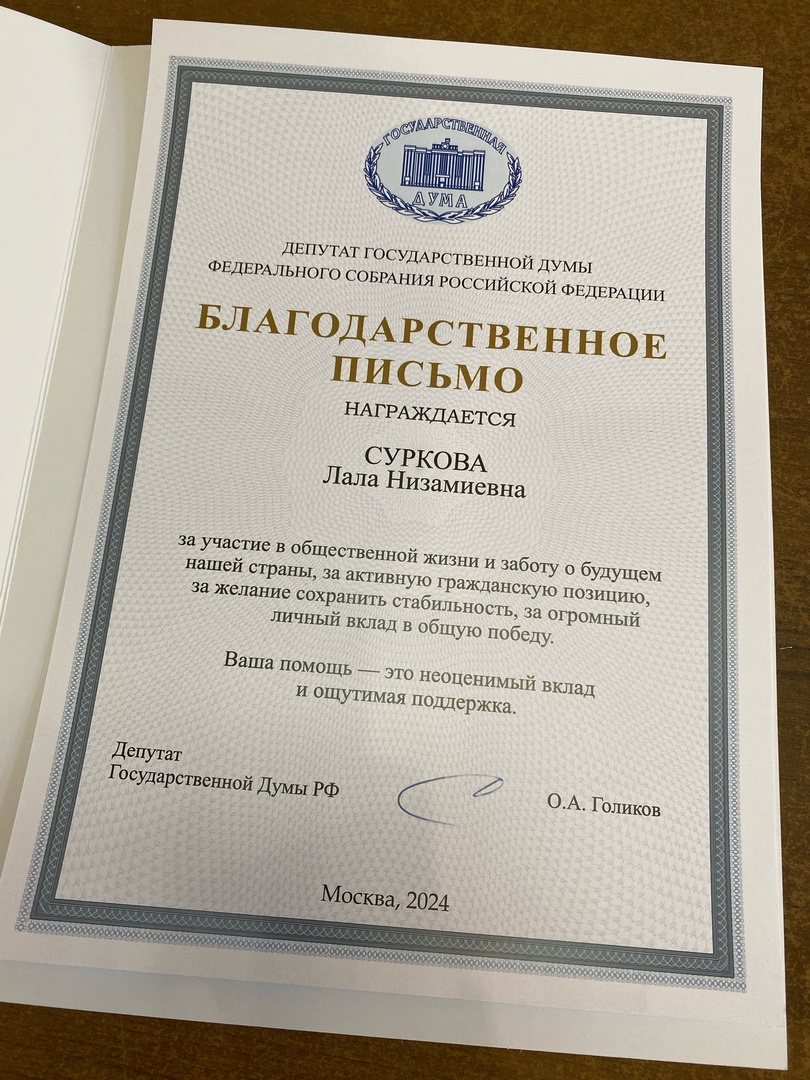 ГОСУДАРСТВЕННАЯ
ДУМА
ДЕПУТАТ ГОСУДАРСТВЕННОЙ ДУМЫ
ФЕДЕРАЛЬНОГО СОБРАНИЯ РОССИЙСКОЙ ФЕДЕРАЦИИ
БЛАГОДАРСТВЕННОЕ
ПИСЬМО
НАГРАЖДАЕТСЯ
СУРКОВА
Лала Низамиевна
за участие в общественной жизни и заботу о будущем
нашей страны, за активную гражданскую позицию,
за желание сохранить стабильность, за огромный
личный вклад в общую победу.
Ваша помощь — это неоценимый вклад
и ощутимая поддержка.
Депутат
Государственной Думы РФ
О.А. Голиков
Москва, 2024